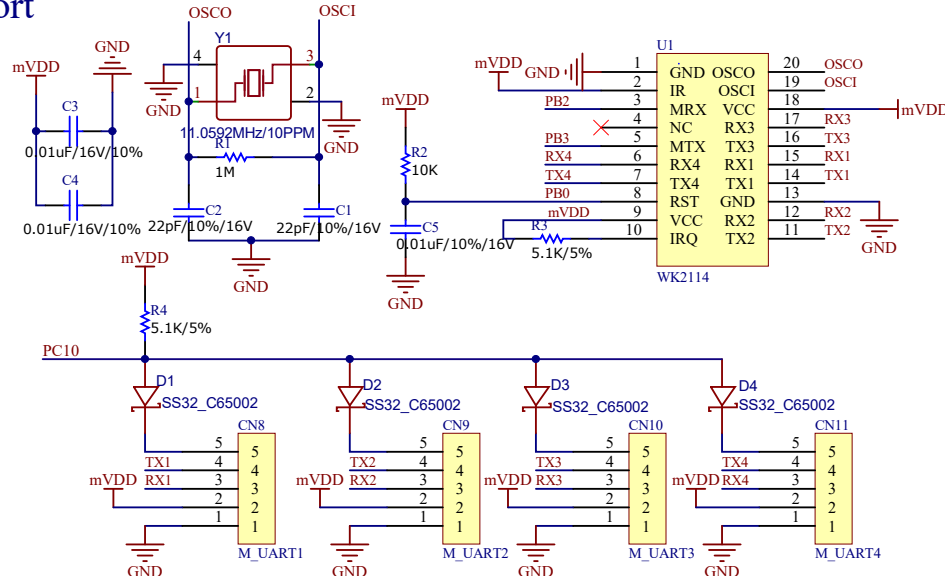 ort
OSCO
OSCI
GND
mVDD
C3
0.01uF/16V/10%
C4
0.01uF/16V/10%
Y1
4
3
1
2
GND
GND
11.0592MHz/10PPM
R1
1M
C2
22pF/10%/16V
C1
22pF/10%/16V
GND
mVDD
R2
10K
C5
0.01uF/10%/16V
GND
U1
mVDD
GND
1 GND OSCO 20 OSCO
2 IR OSCI 19 OSCI
PB2 3 MRX VCC 18 mVDD
4 NC RX3 17 RX3
PB3 5 MTX TX3 16 TX3
RX4 6 RX4 RX1 15 RX1
TX4 7 TX4 TX1 14 TX1
PB0 8 RST GND 13
mVDD 9 VCC RX2 12 RX2
10 IRQ TX2 11 TX2
R3
5.1K/5%
GND
WK2114
mVDD
R4
5.1K/5%
PC10
D1
SS32_C65002
D2
SS32_C65002
D3
SS32_C65002
D4
SS32_C65002
CN8
5 5
TX1 4 4
RX1 3 3
mVDD 2 2
1 1
GND
M_UART1
CN9
5 5
TX2 4 4
RX2 3 3
mVDD 2 2
1 1
GND
M_UART2
CN10
5 5
TX3 4 4
RX3 3 3
mVDD 2 2
1 1
GND
M_UART3
CN11
5 5
TX4 4 4
RX4 3 3
mVDD 2 2
1 1
GND
M_UART4